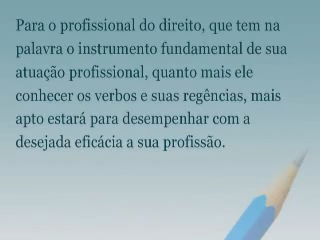 Para o profissional do direito, que tem na
palavra o instrumento fundamental de sua
atuação profissional, quanto mais ele
conhecer os verbos e suas regências, mais
apto estará para desempenhar com a
desejada eficácia a sua profissão.